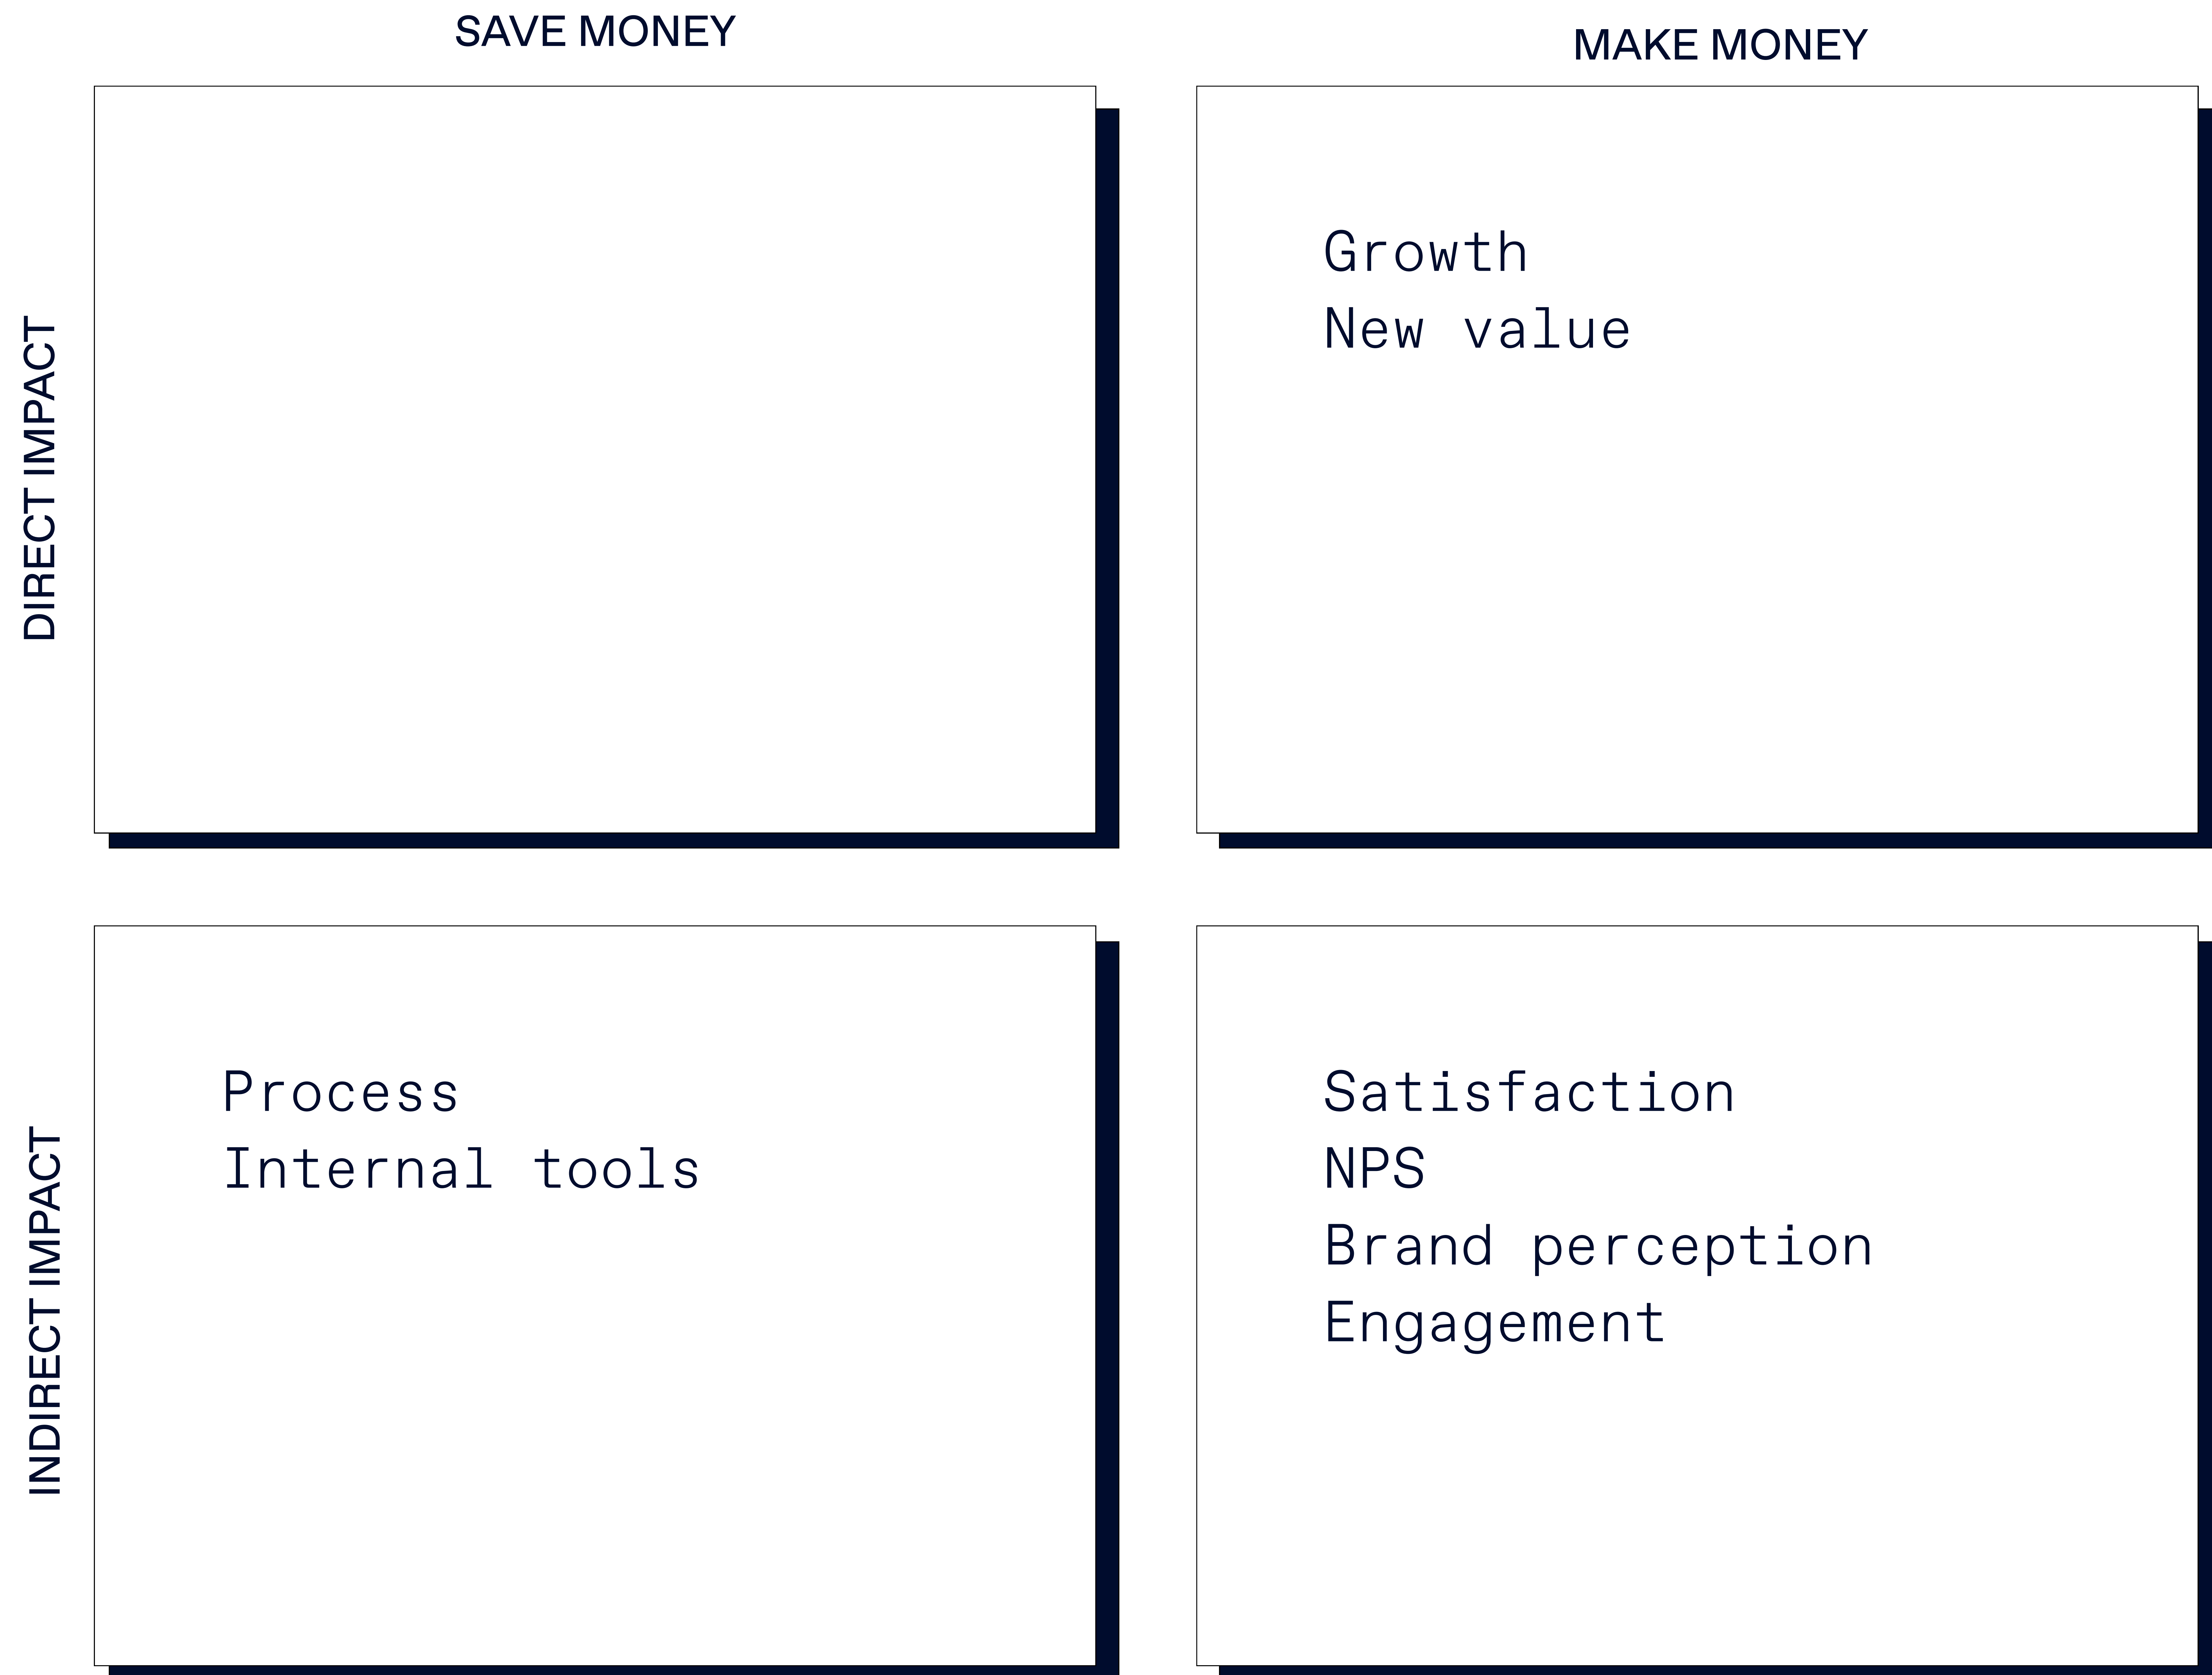 SAVE MONEY
MAKE MONEY
DIRECT IMPACT
Growth
New value
INDIRECT IMPACT
Process
Internal tools
Satisfaction
NPS
Brand perception
Engagement